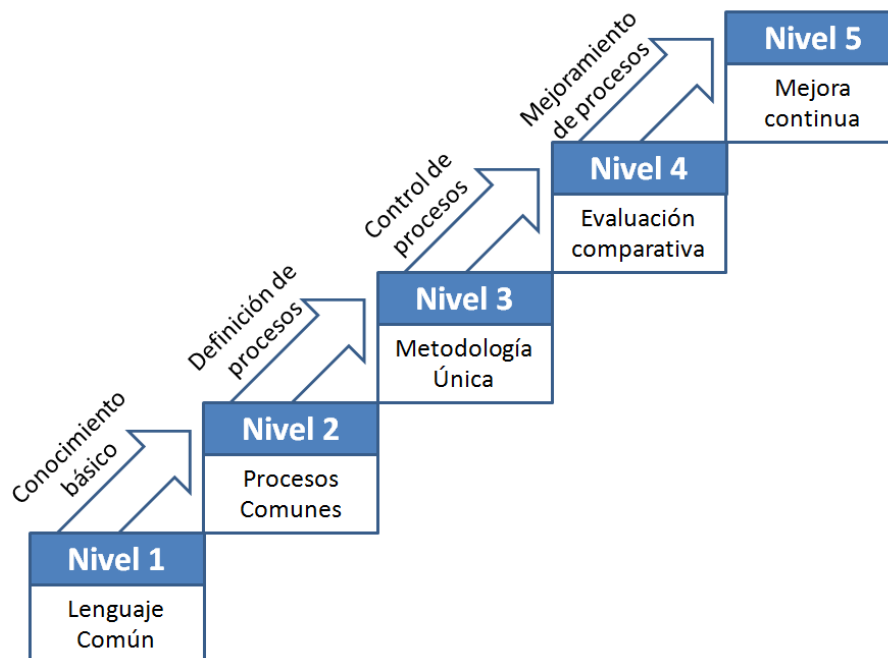 Nivel 1
Lenguaje
Común
Conocimiento
básico
Nivel 2
Procesos
Comunes
Definición de
procesos
Nivel 3
Metodología
Única
Control de
procesos
Nivel 4
Evaluación
comparativa
Mejoramiento
de procesos
Nivel 5
Mejora
continua